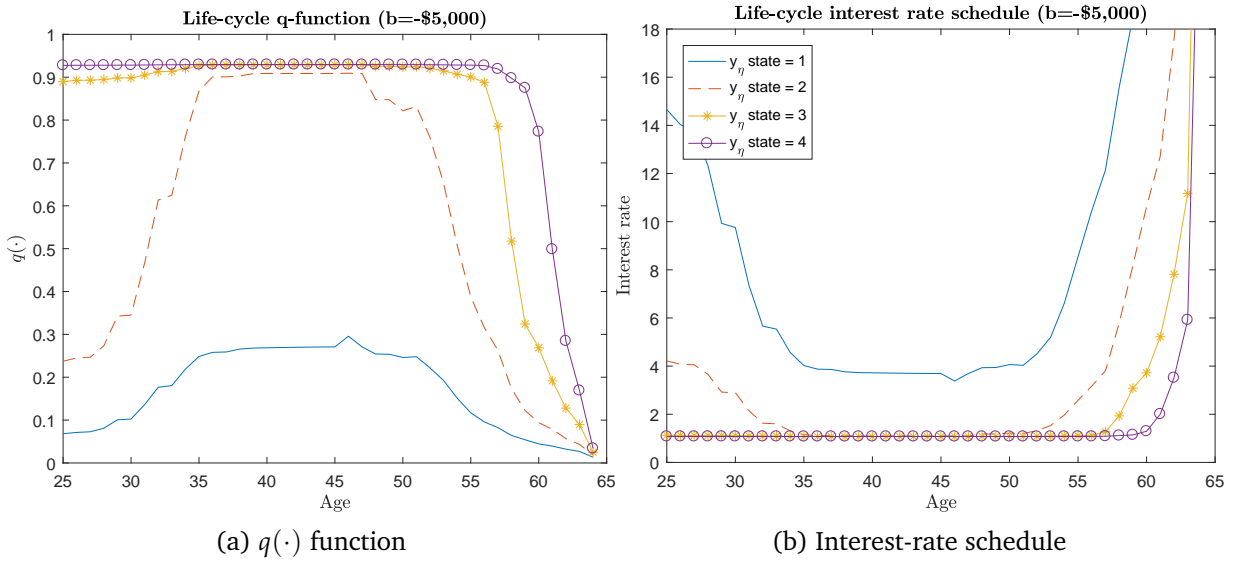 Life-cycle q-function (b=-$5,000)
1
0.9
0.8
0.7
0.6
0.5
0.4
0.3
0.2
0.1
0
q(·)
25 30 35 40 45 50 55 60 65
Age
(a) q(·) function
Life-cycle interest rate schedule (b=-$5,000)
18
16
14
12
10
8
6
4
2
0
Interest rate
yη state = 1
yη state = 2
yη state = 3
yη state = 4
25 30 35 40 45 50 55 60 65
Age
(b) Interest-rate schedule